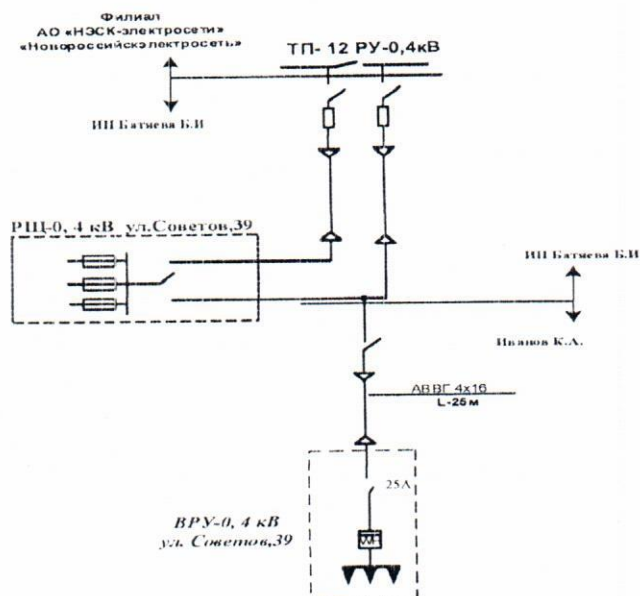 Филиал
АО «НЭСК-электросети»
«Новороссийскэлектросеть»
ТП- 12 РУ-0,4кВ
ИП Батяева Б.И
РЩ-0, 4 кВ ул.Советов,39
ИП Батяева Б.И
Иванов К.А.
АВВГ 4х16
L-25м
25А
ВРУ-0, 4 кВ
ул. Советов,39